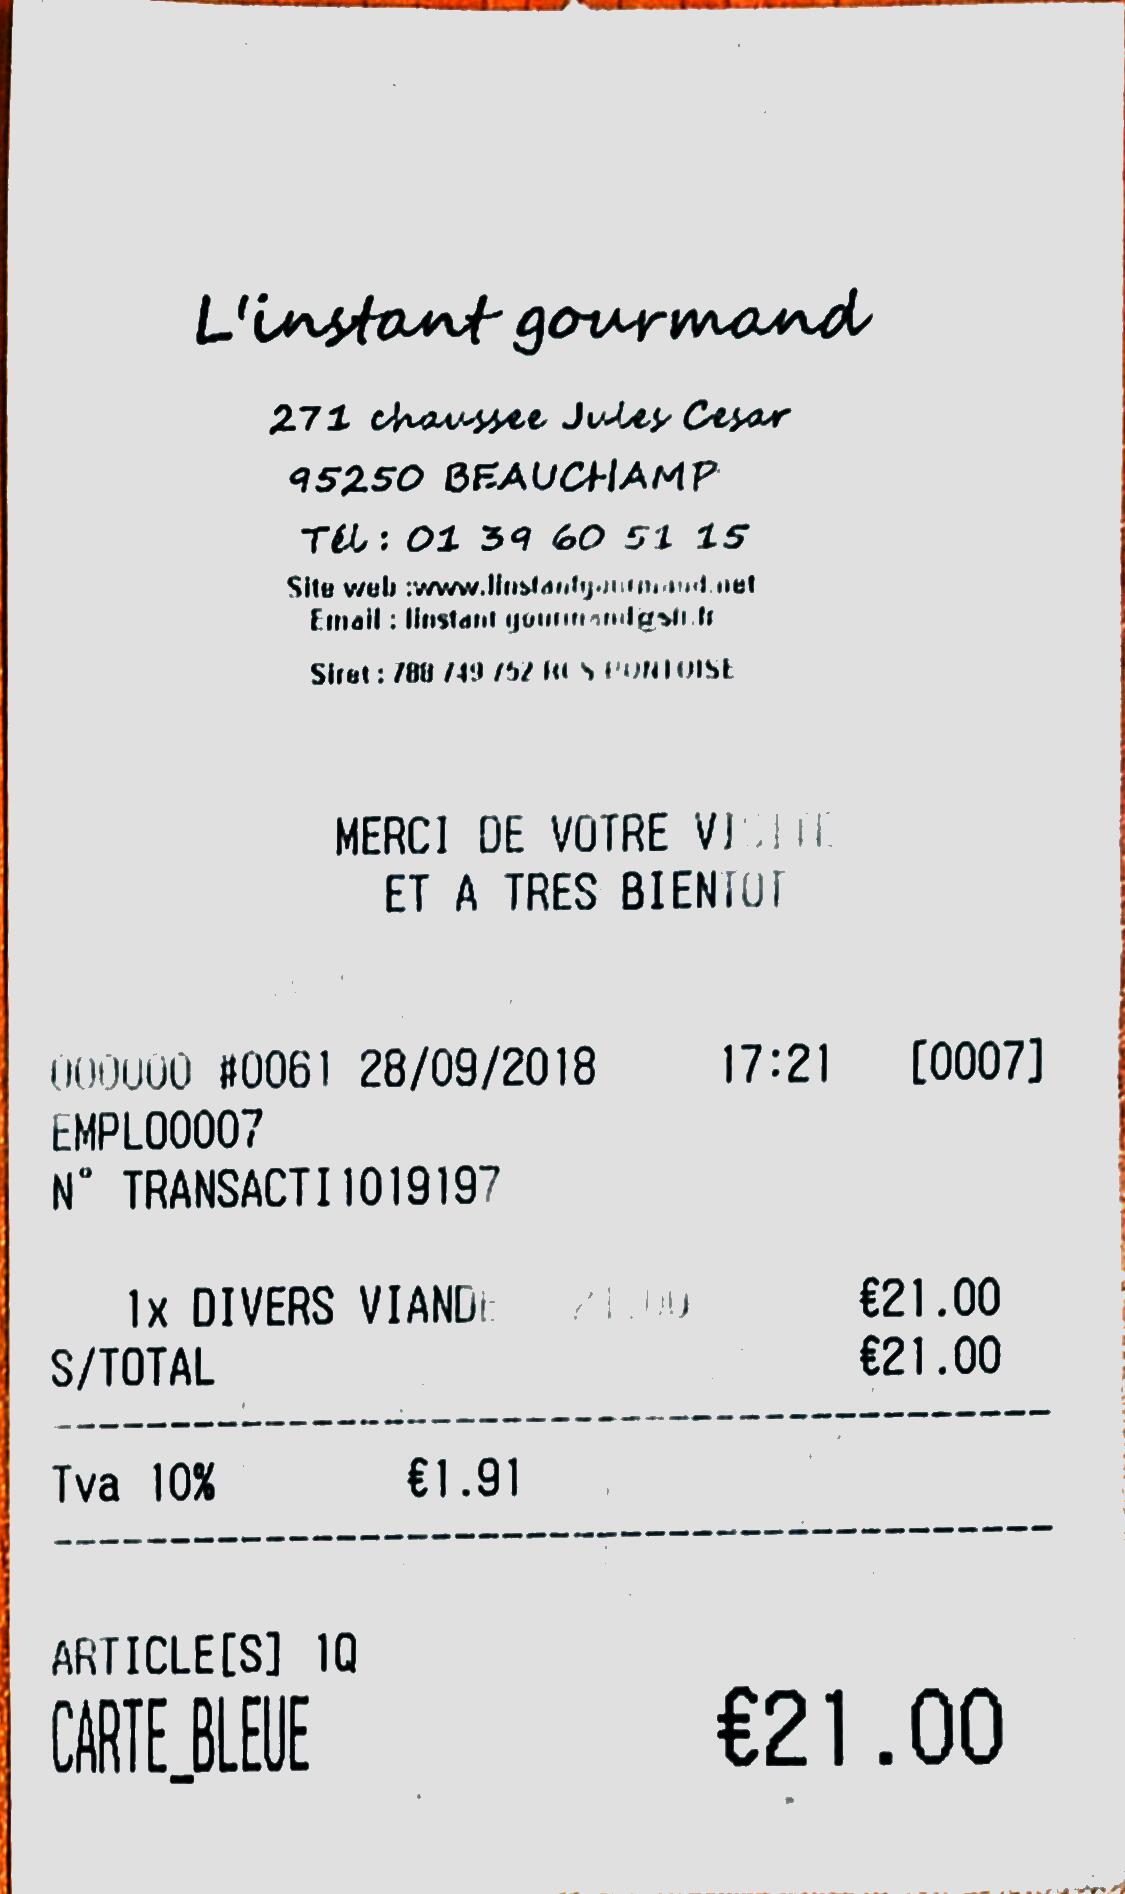 L'instant gourmand
271 chaussee Jules Cesar
95250 BEAUCHAMP
Tél : 01 39 60 51 15
Site web :www.linstantgourmand.net
Email : linstant gourmand@sfr.fr
Siret : 788 749 752 RCS PONTOISE
MERCI DE VOTRE VISITE
ET A TRES BIENTOT
000000 #0061 28/09/2018 17:21 [0007]
EMPL00007
N° TRANSACTI1019197
1x DIVERS VIANDE 21.00 €21.00
S/TOTAL €21.00
Tva 10% €1.91
ARTICLE[S] 1Q
CARTE_BLEUE €21.00